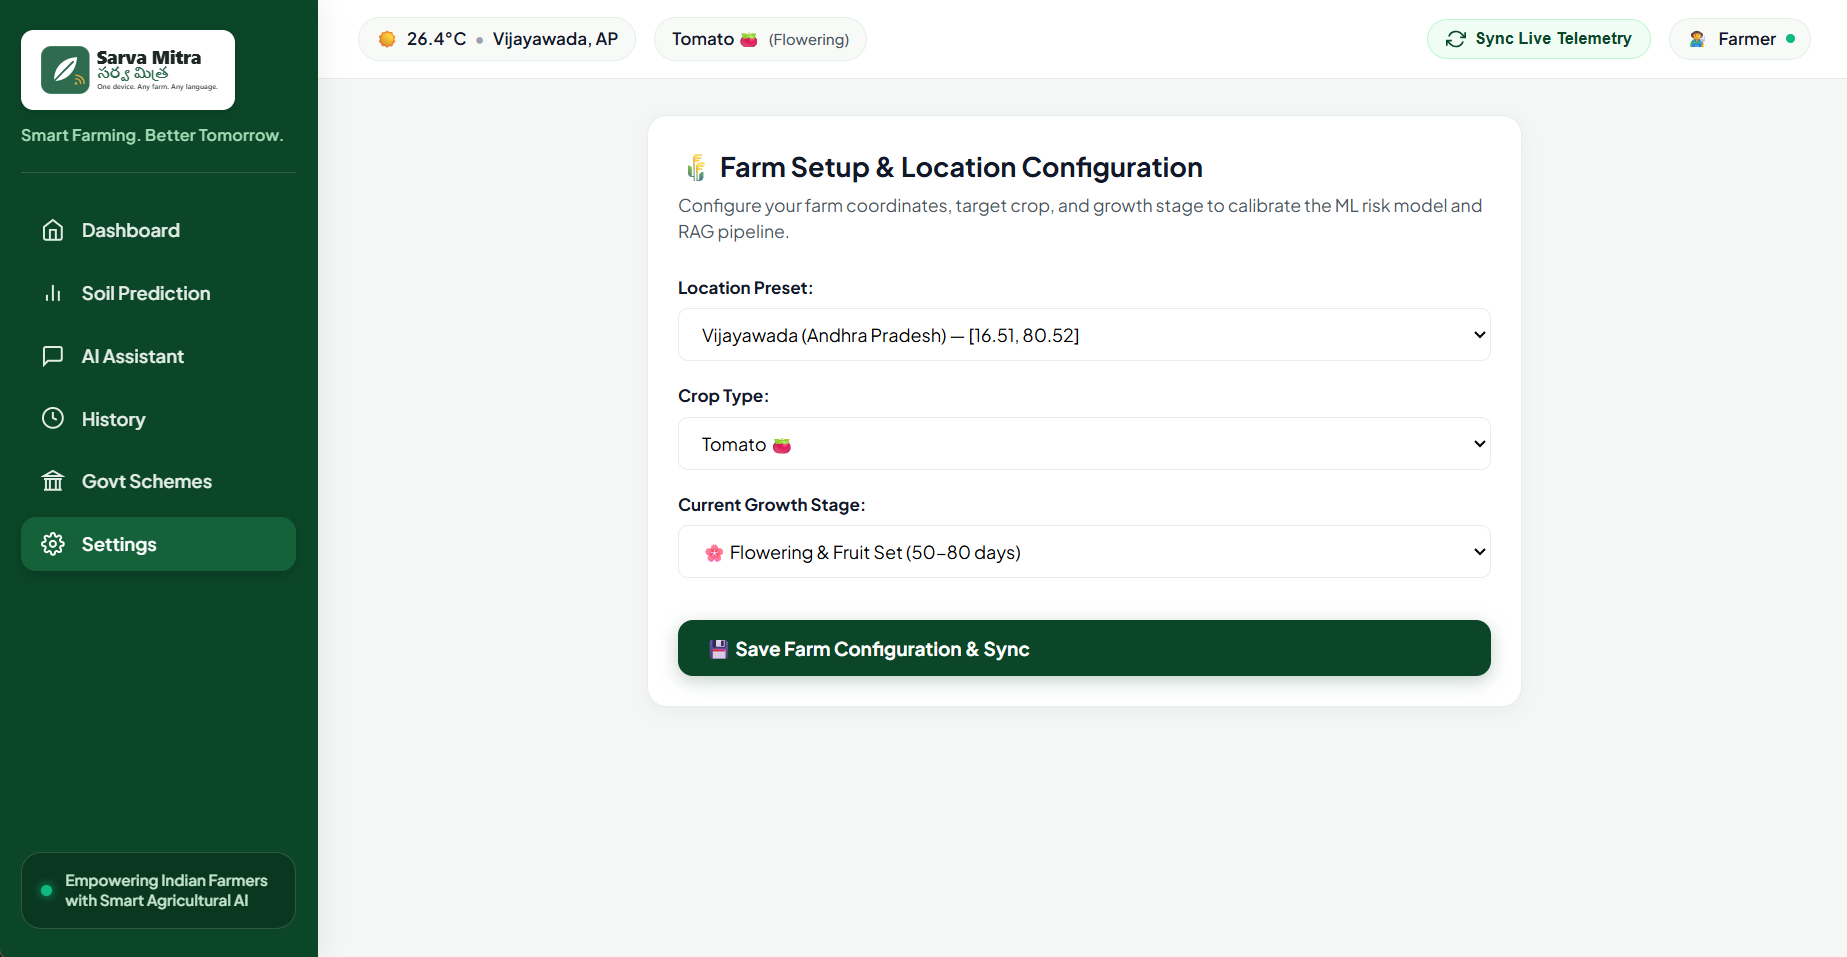 Sarva Mitra
సర్వ మిత్ర
One device. Any farm. Any language.
Smart Farming. Better Tomorrow.
Dashboard
Soil Prediction
AI Assistant
History
Govt Schemes
Settings
Empowering Indian Farmers
with Smart Agricultural AI
26.4°C • Vijayawada, AP
Tomato 🍅 (Flowering)
Sync Live Telemetry
Farmer
Farm Setup & Location Configuration
Configure your farm coordinates, target crop, and growth stage to calibrate the ML risk model and
RAG pipeline.
Location Preset:
Vijayawada (Andhra Pradesh) — [16.51, 80.52]
Crop Type:
Tomato 🍅
Current Growth Stage:
🌸 Flowering & Fruit Set (50–80 days)
💾 Save Farm Configuration & Sync